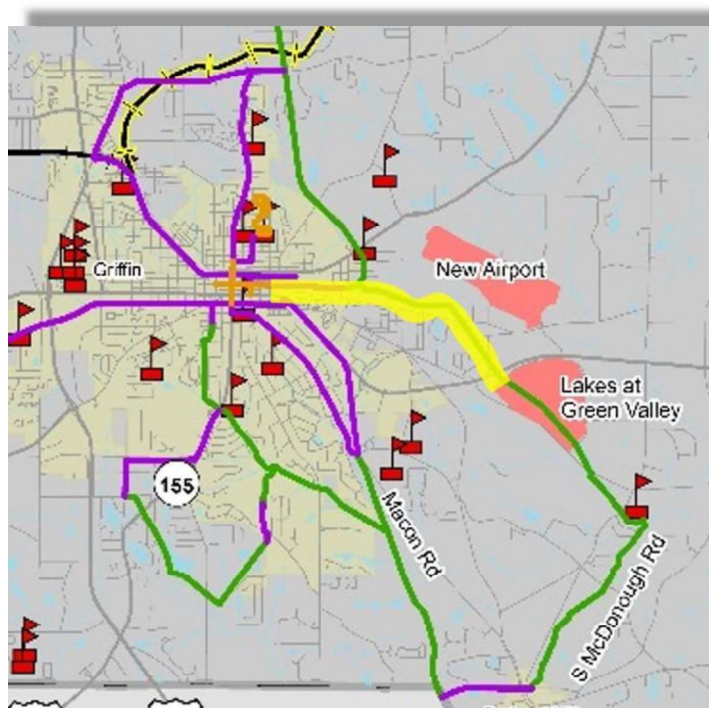 New Airport
Griffin
Lakes at
Green Valley
155
Macon Rd
S McDonough Rd